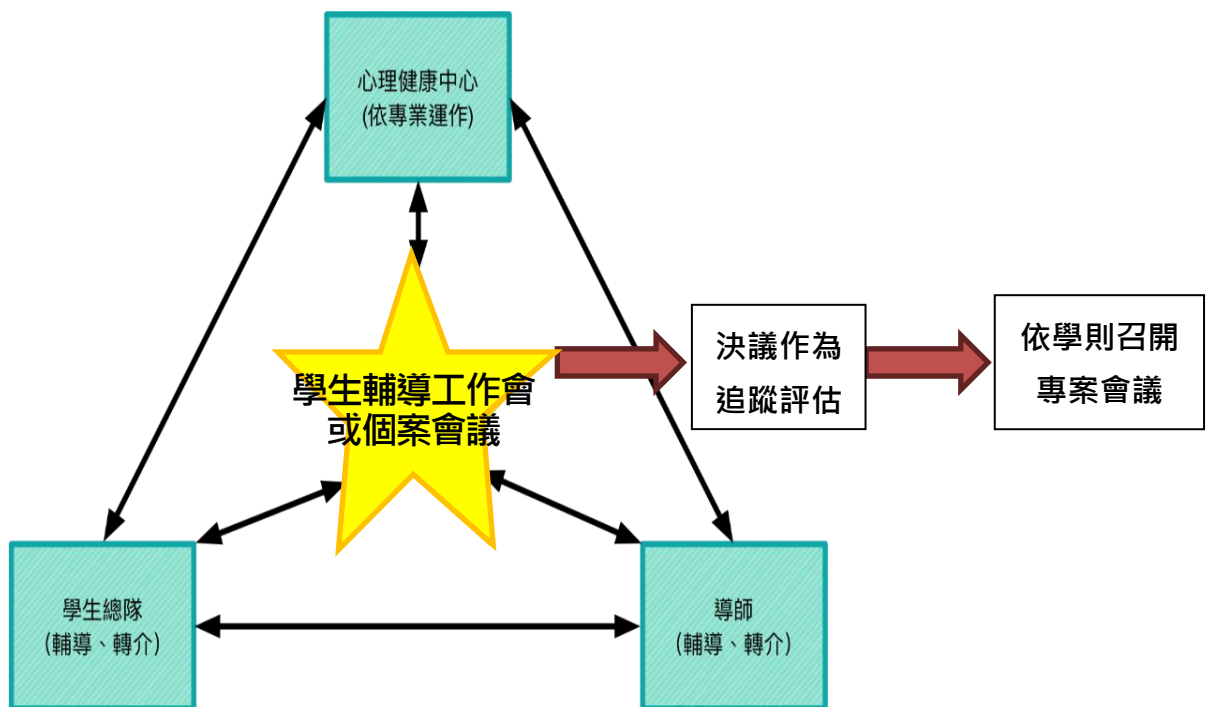 心理健康中心
(依專業運作)
學生輔導工作會
或個案會議
決議作為
追蹤評估
依學則召開
專案會議
學生總隊
(輔導、轉介)
導師
(輔導、轉介)